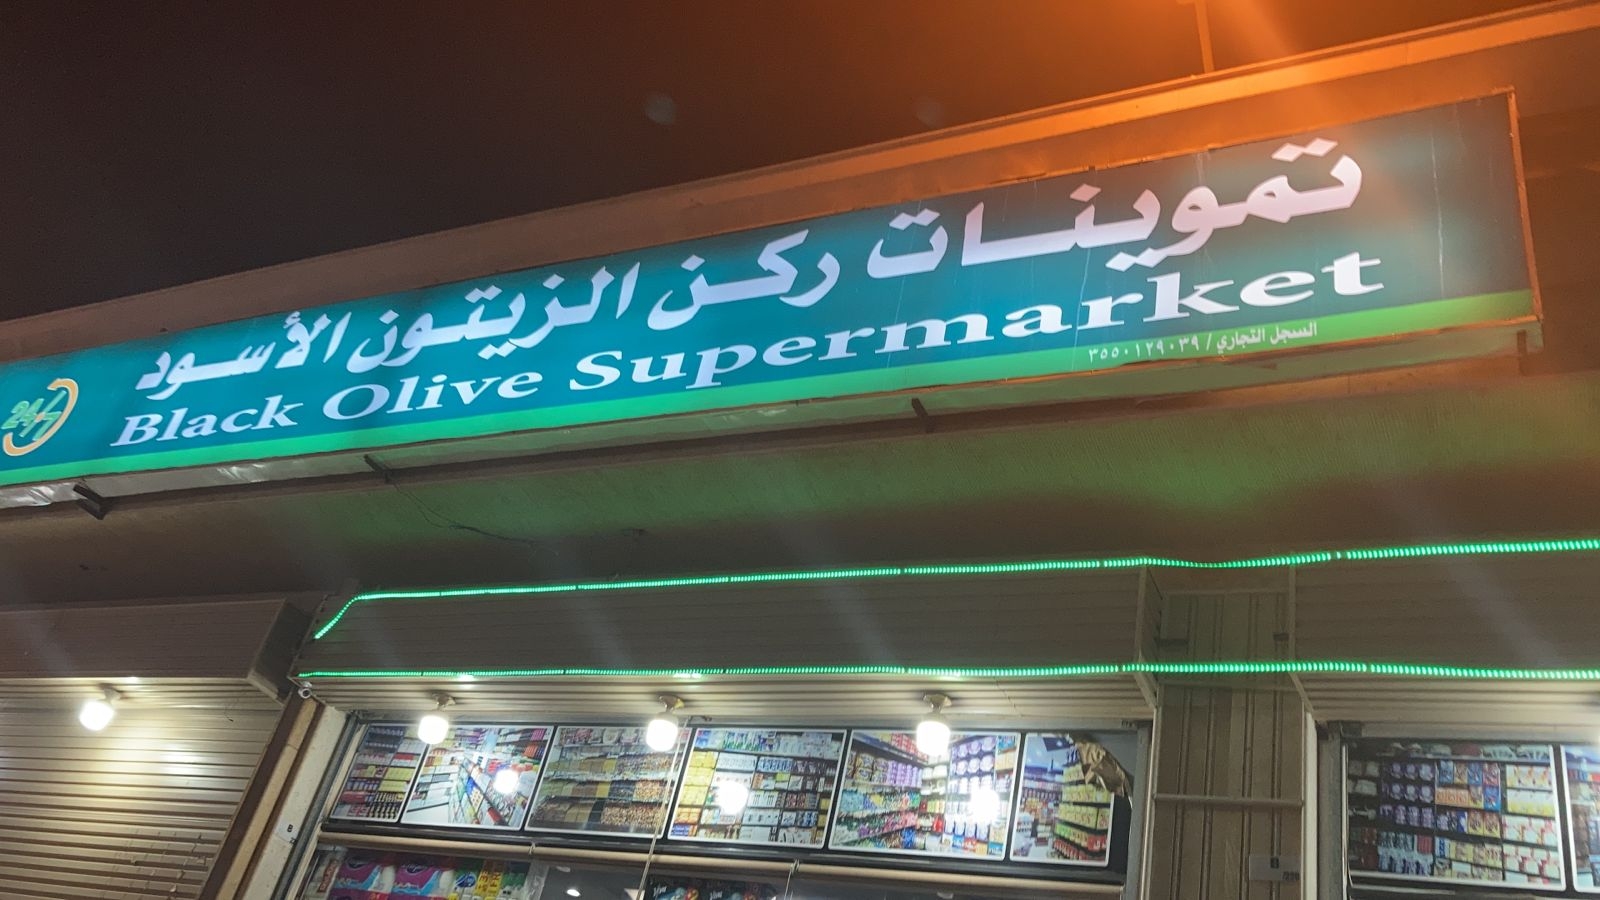 تموينات ركن الزيتون الأسود
Black Olive Supermarket
السجل التجاري / ٣٥٥٠١٢٩٠٣٩
24/7